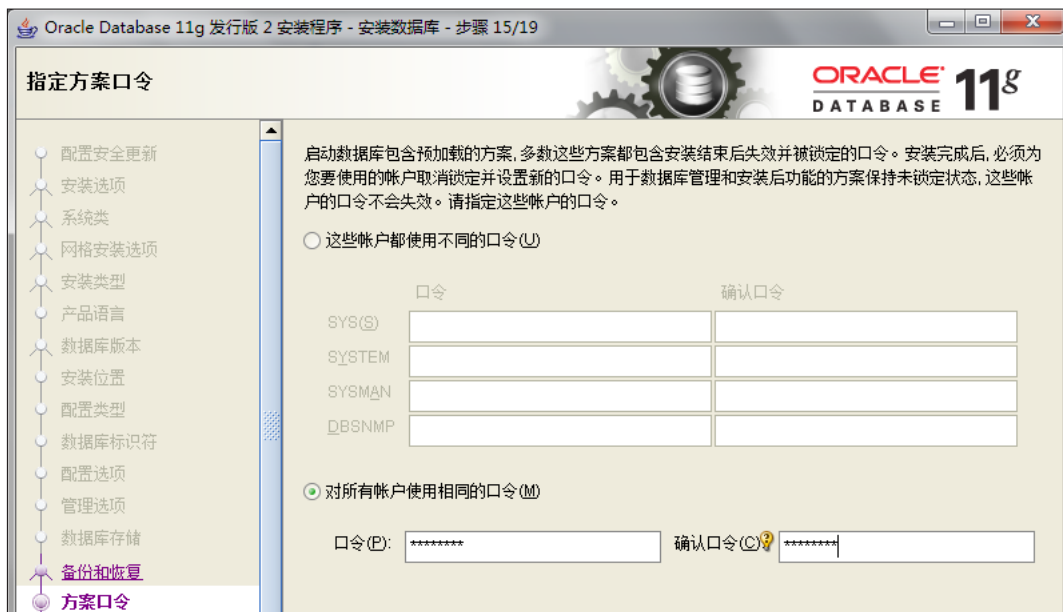 Oracle Database 11g 发行版 2 安装程序 - 安装数据库 - 步骤 15/19
指定方案口令
ORACLE
DATABASE
11g
配置安全更新
安装选项
系统类
网格安装选项
安装类型
产品语言
数据库版本
安装位置
配置类型
数据库标识符
配置选项
管理选项
数据库存储
备份和恢复
方案口令
启动数据库包含预加载的方案, 多数这些方案都包含安装结束后失效并被锁定的口令。安装完成后, 必须为
您要使用的帐户取消锁定并设置新的口令。用于数据库管理和安装后功能的方案保持未锁定状态, 这些帐
户的口令不会失效。请指定这些帐户的口令。
这些帐户都使用不同的口令(U)
口令 确认口令
SYS(S)
SYSTEM
SYSMAN
DBSNMP
对所有帐户使用相同的口令(M)
口令(P): ******** 确认口令(C) ********